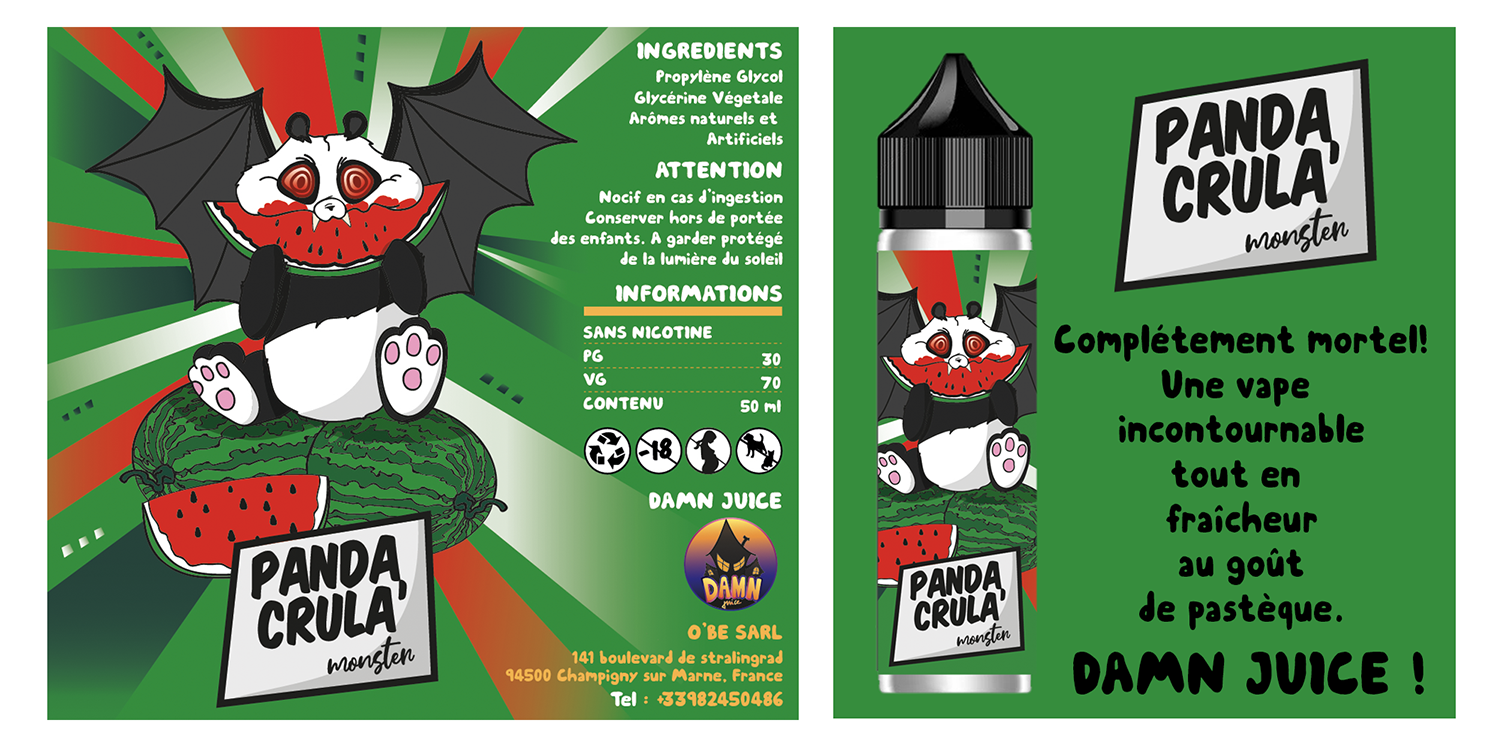 INGREDIENTS
Propylène Glycol
Glycérine Végetale
Arômes naturels et
Artificiels
ATTENTION
Nocif en cas d'ingestion
Conserver hors de portée
des enfants. A garder protégé
de la lumière du soleil
INFORMATIONS
SANS NICOTINE
PG 30
VG 70
CONTENU 50 ml
-18
DAMN JUICE
DAMN
juice
O'BE SARL
141 boulevard de stralingrad
94500 Champigny sur Marne, France
Tel : +33982450486
PANDA,
CRULA'
monster
PANDA,
CRULA'
monster
Complétement mortel!
Une vape
incontournable
tout en
fraîcheur
au goût
de pastèque.
DAMN JUICE !
PANDA,
CRULA'
monster